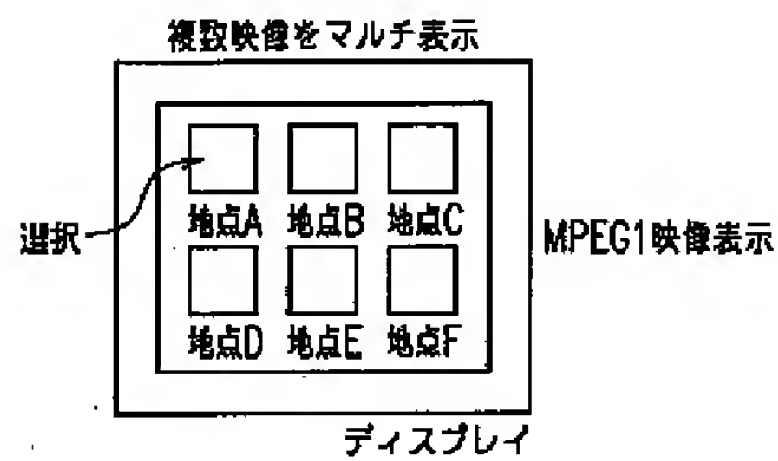 複数映像をマルチ表示
地点A 地点B 地点C
選択
MPEG1映像表示
地点D 地点E 地点F
ディスプレイ